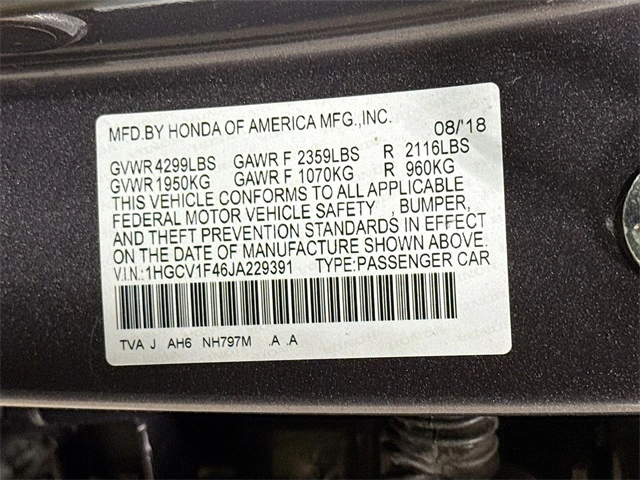 MFD.BY HONDA OF AMERICA MFG.,INC. 08/'18
GVWR 4299LBS GAWR F 2359LBS R 2116LBS
GVWR 1950KG GAWR F 1070KG R 960KG
THIS VEHICLE CONFORMS TO ALL APPLICABLE
FEDERAL MOTOR VEHICLE SAFETY , BUMPER,
AND THEFT PREVENTION STANDARDS IN EFFECT
ON THE DATE OF MANUFACTURE SHOWN ABOVE.
V.I.N.:1HGCV1F46JA229391 TYPE:PASSENGER CAR
TVA J AH6 NH797M .A .A